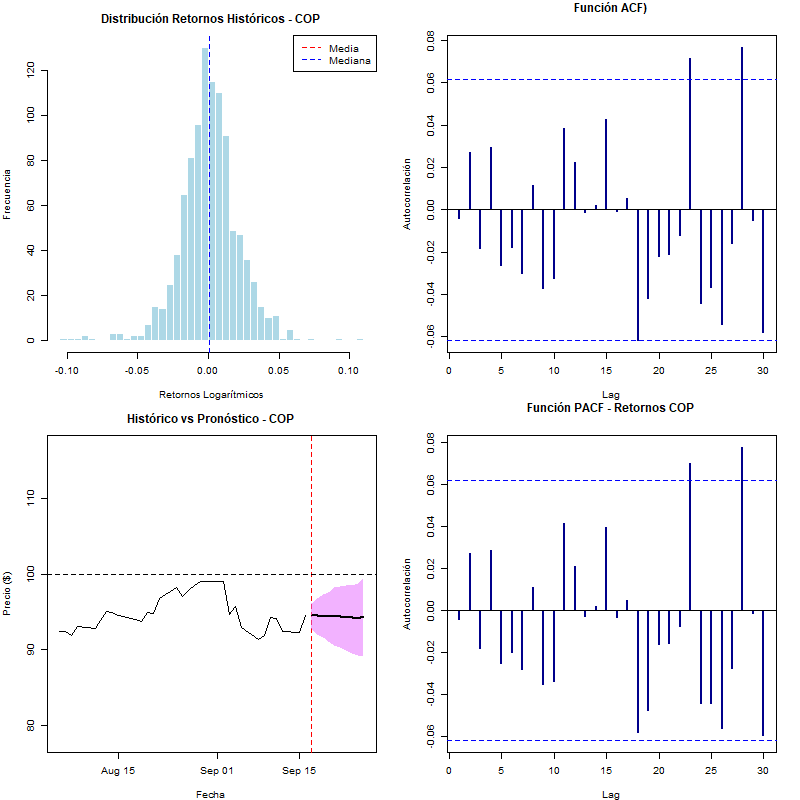 Distribución Retornos Históricos - COP
Media
Mediana
Frecuencia
0
20
40
60
80
100
120
-0.10
-0.05
0.00
0.05
0.10
Retornos Logarítmicos
Función ACF)
Autocorrelación
-0.06
-0.04
-0.02
0.00
0.02
0.04
0.06
0.08
0
5
10
15
20
25
30
Lag
Histórico vs Pronóstico - COP
Precio ($)
80
90
100
110
Aug 15
Sep 01
Sep 15
Fecha
Función PACF - Retornos COP
Autocorrelación
-0.06
-0.04
-0.02
0.00
0.02
0.04
0.06
0.08
0
5
10
15
20
25
30
Lag